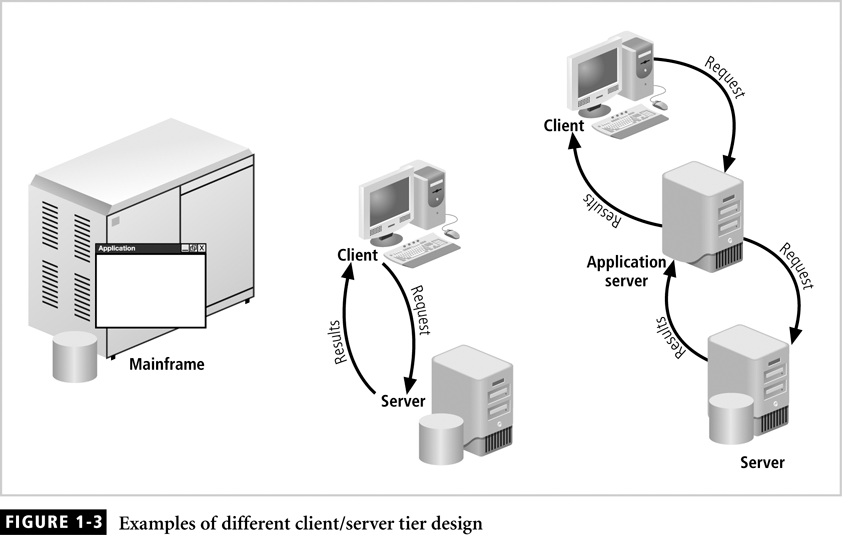 Application
Mainframe
Client
Request
Results
Server
Client
Request
Results
Application
server
Request
Results
Server
FIGURE 1-3 Examples of different client/server tier design